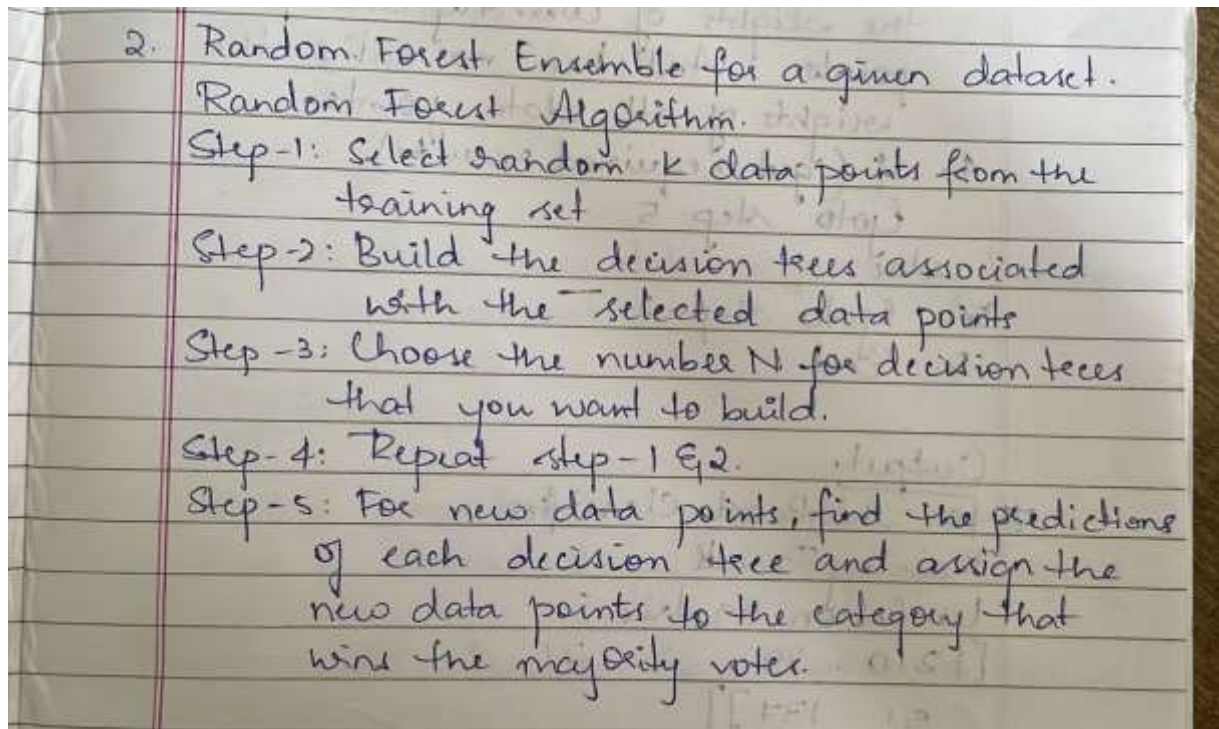 2. Random Forest Ensemble for a given dataset.
Random Forest Algorithm.
Step-1: Select random K data points from the
training set
Step-2: Build the decision trees associated
with the selected data points
Step-3: Choose the number N for decision trees
that you want to build.
Step-4: Repeat step-1 & 2.
Step-5: For new data points, find the predictions
of each decision tree and assign the
new data points to the category that
wins the majority votes.